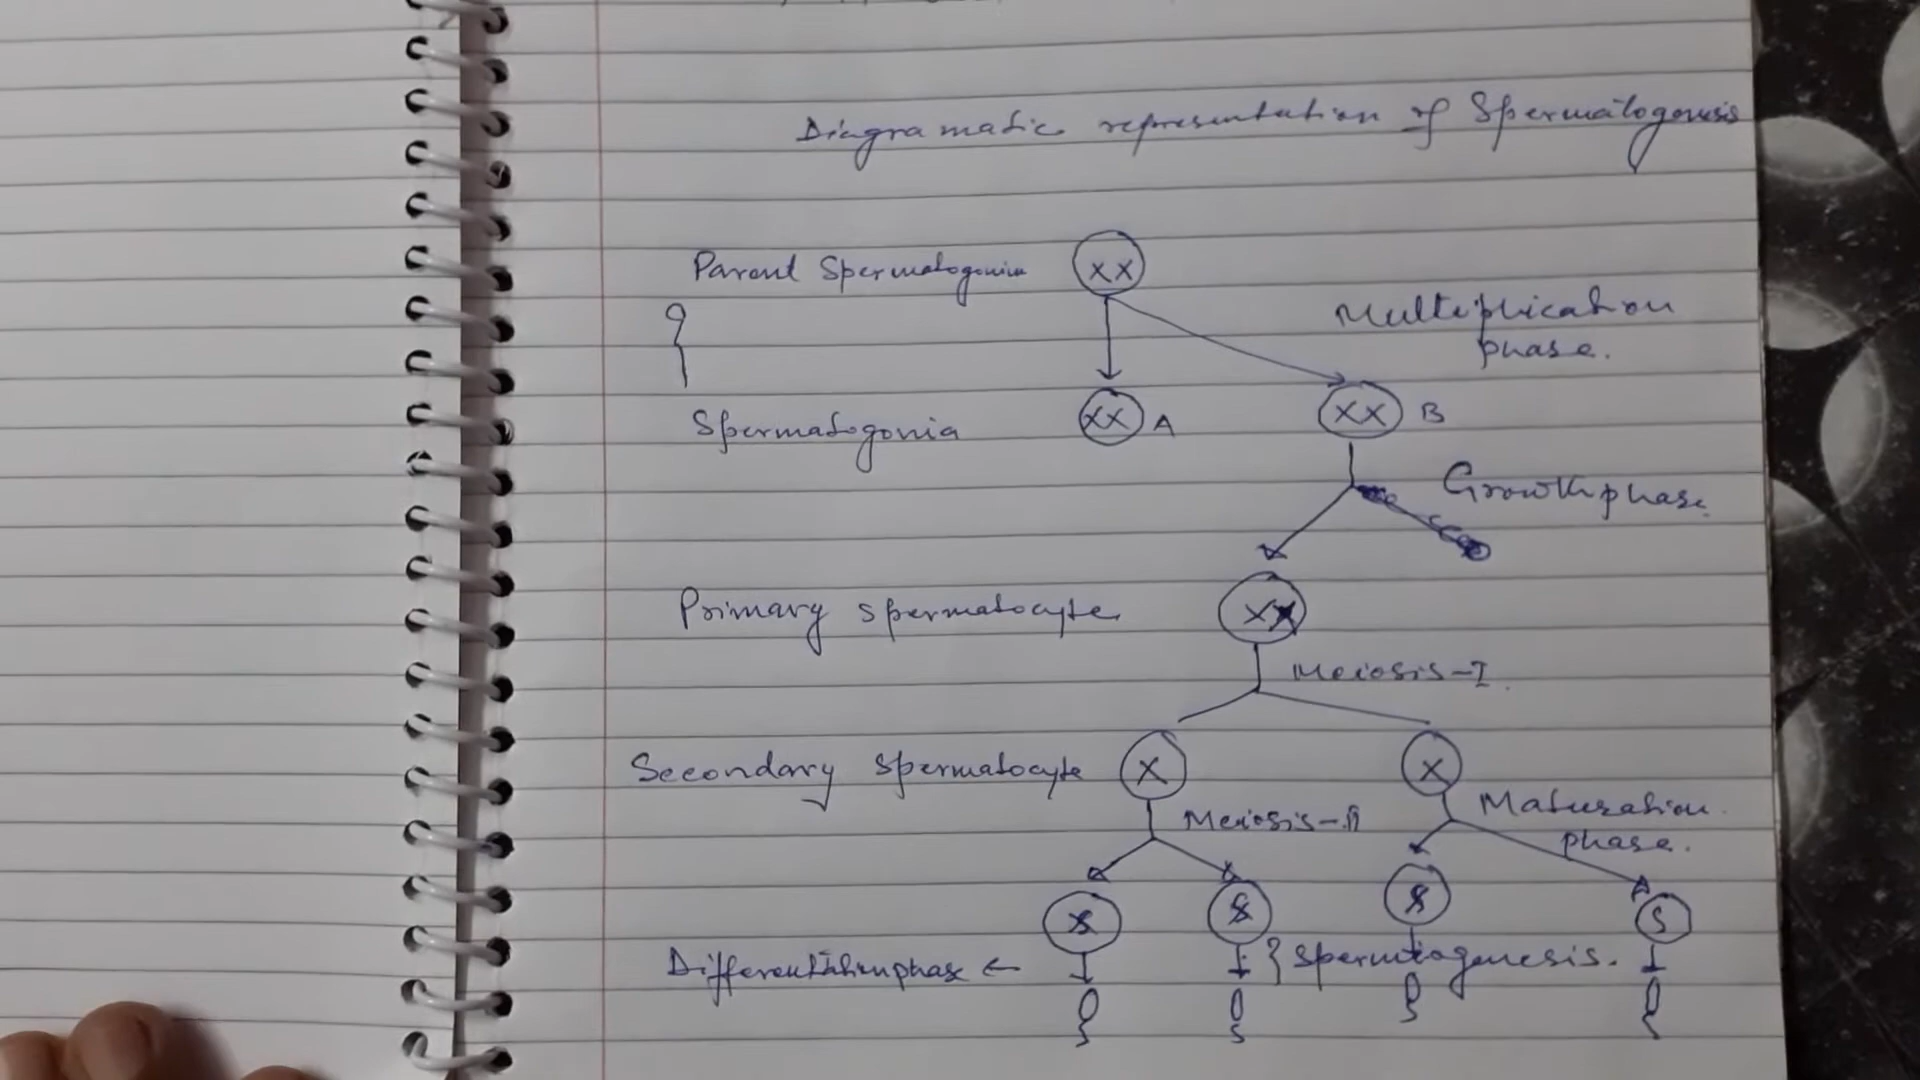 Diagramatic representation of Spermatogenesis
Parent Spermatogonia XX
Multiplication
phase.
Spermatogonia XX A XX B
Growth phase
Primary spermatocyte XX
Meiosis-I
Secondary spermatocyte X X
Meiosis-II Maturation
phase.
Differentiation phase ← } Spermiogenesis.